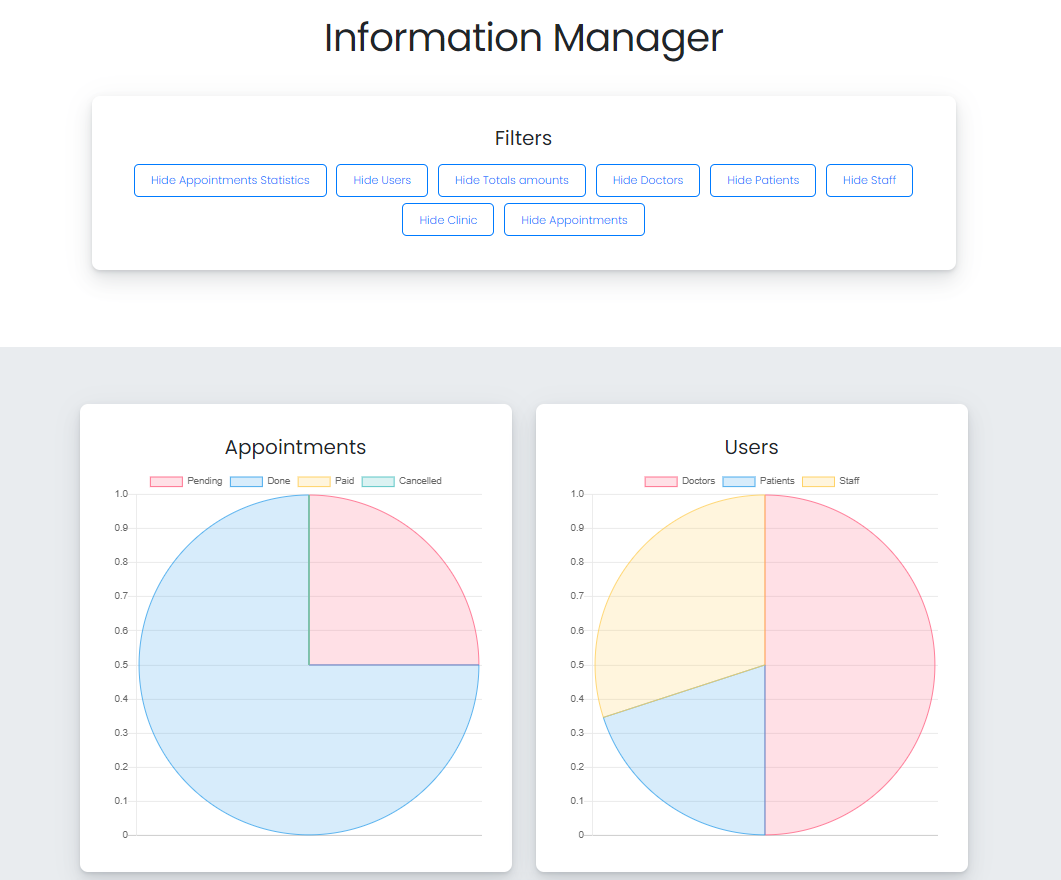 Information Manager
Filters
Hide Appointments Statistics Hide Users Hide Totals amounts Hide Doctors Hide Patients Hide Staff
Hide Clinic Hide Appointments
Appointments
Pending Done Paid Cancelled
1.0
0.9
0.8
0.7
0.6
0.5
0.4
0.3
0.2
0.1
0
Users
Doctors Patients Staff
1.0
0.9
0.8
0.7
0.6
0.5
0.4
0.3
0.2
0.1
0